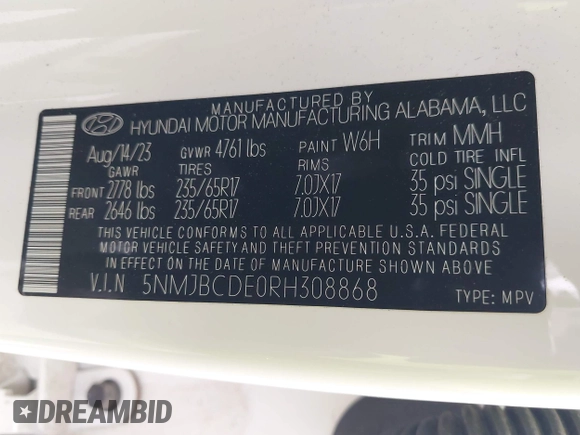 MANUFACTURED BY
HYUNDAI MOTOR MANUFACTURING ALABAMA, LLC
Aug/14/23 GVWR 4761 lbs PAINT W6H TRIM MMH
GAWR TIRES RIMS COLD TIRE INFL
FRONT 2778 lbs 235/65R17 7.0JX17 35 psi SINGLE
REAR 2646 lbs 235/65R17 7.0JX17 35 psi SINGLE
THIS VEHICLE CONFORMS TO ALL APPLICABLE U.S.A. FEDERAL
MOTOR VEHICLE SAFETY AND THEFT PREVENTION STANDARDS
IN EFFECT ON THE DATE OF MANUFACTURE SHOWN ABOVE.
V.I.N 5NMJBCDE0RH308868 TYPE: MPV
DREAMBID